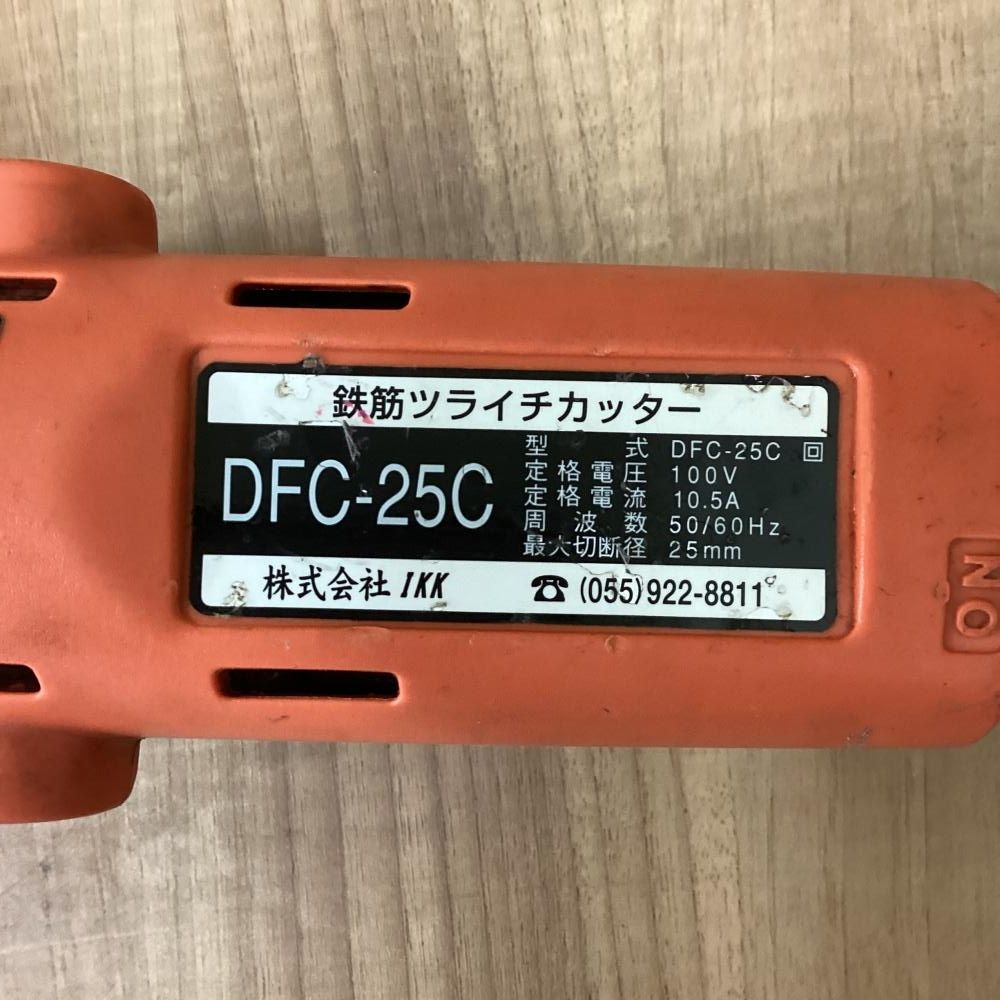 鉄筋ツライチカッター
DFC-25C
型式 DFC-25C
定格電圧 100V
定格電流 10.5A
周波数 50/60Hz
最大切断径 25mm
株式会社 IKK ☎ (055)922-8811
ON